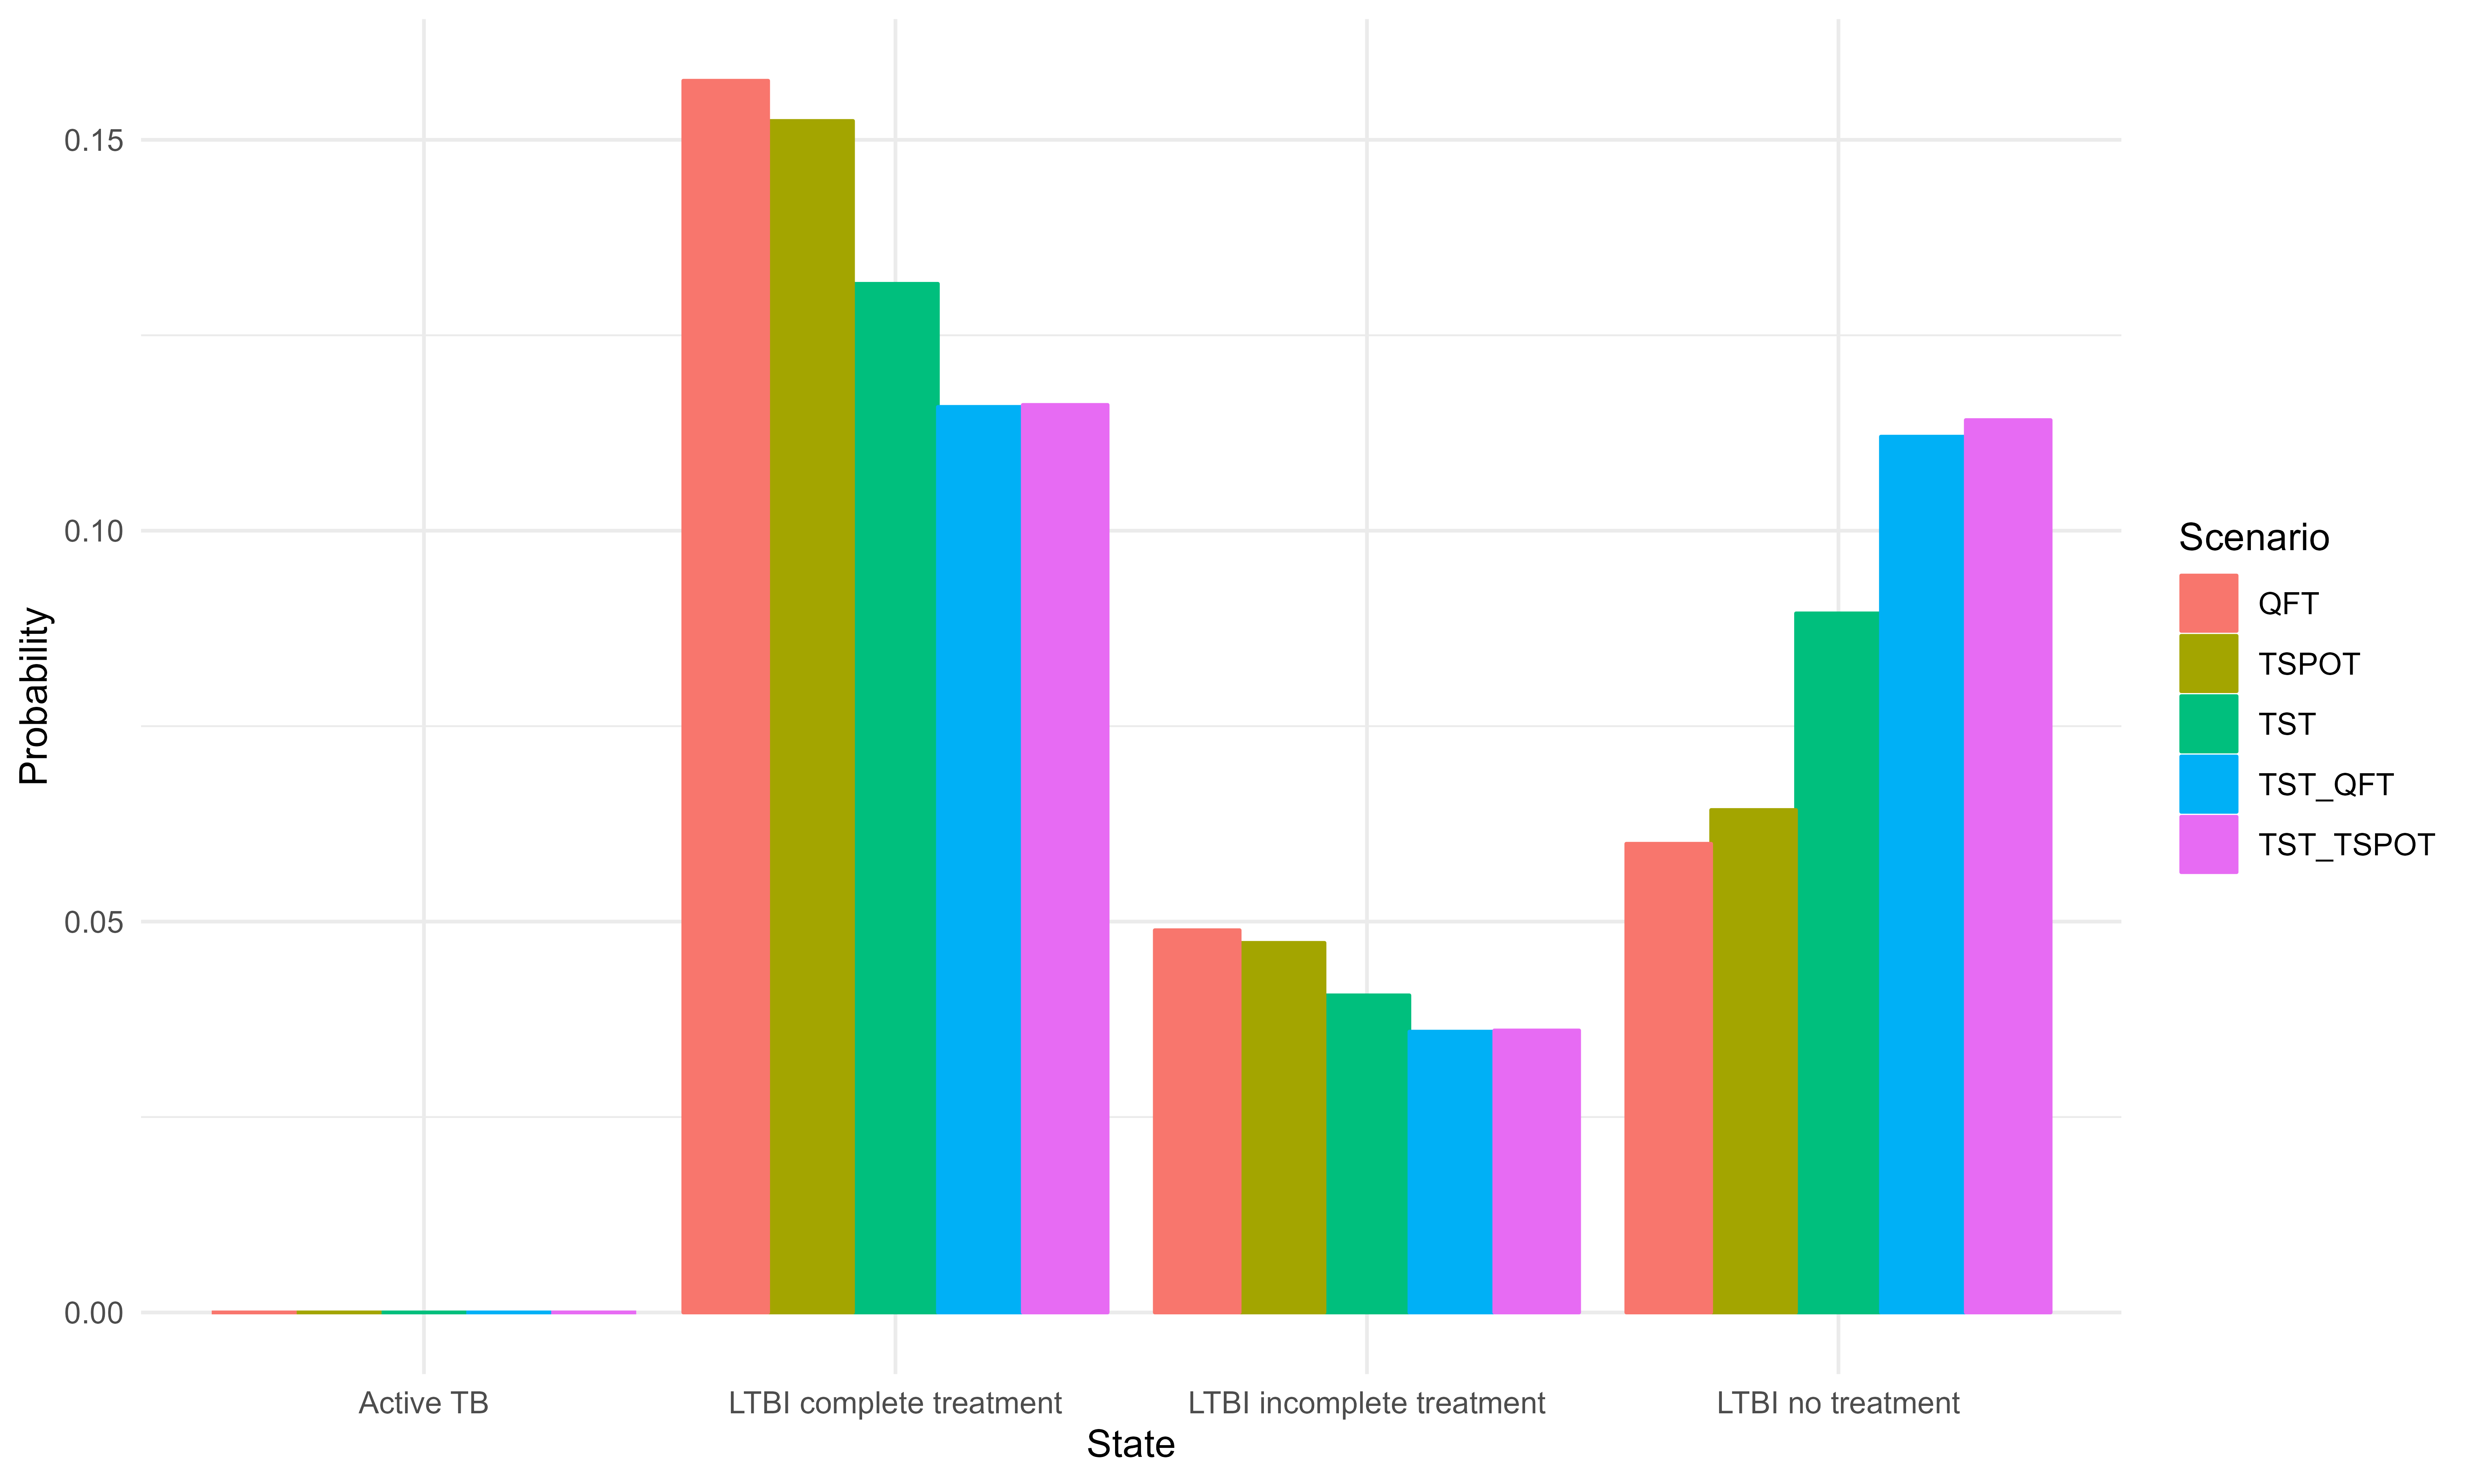 Probability
0.15
0.10
0.05
0.00
Active TB
LTBI complete treatment
LTBI incomplete treatment
LTBI no treatment
State
Scenario
QFT
TSPOT
TST
TST_QFT
TST_TSPOT